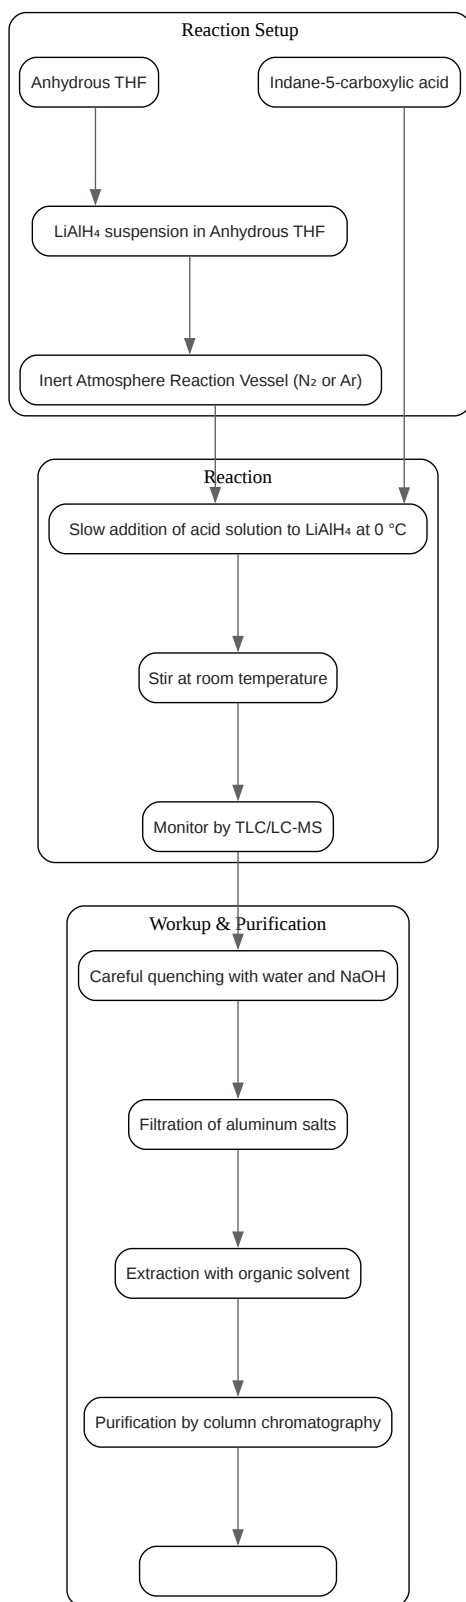 Reaction Setup
Anhydrous THF
Indane-5-carboxylic acid
LiAlH₄ suspension in Anhydrous THF
Inert Atmosphere Reaction Vessel (N₂ or Ar)
Reaction
Slow addition of acid solution to LiAlH₄ at 0 °C
Stir at room temperature
Monitor by TLC/LC-MS
Workup & Purification
Careful quenching with water and NaOH
Filtration of aluminum salts
Extraction with organic solvent
Purification by column chromatography